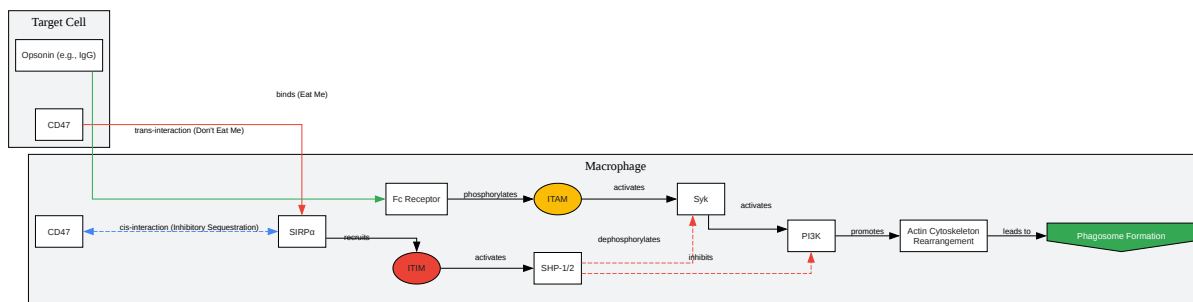 Target Cell
Opsonin (e.g., IgG)
binds (Eat Me)
CD47
trans-interaction (Don't Eat Me)
Macrophage
Fc Receptor
phosphorylates
ITAM
activates
Syk
activates
CD47
cis-interaction (Inhibitory Sequestration)
SIRPα
recruits
ITIM
activates
SHP-1/2
dephosphorylates
inhibits
PI3K
promotes
Actin Cytoskeleton
Rearrangement
leads to
Phagosome Formation